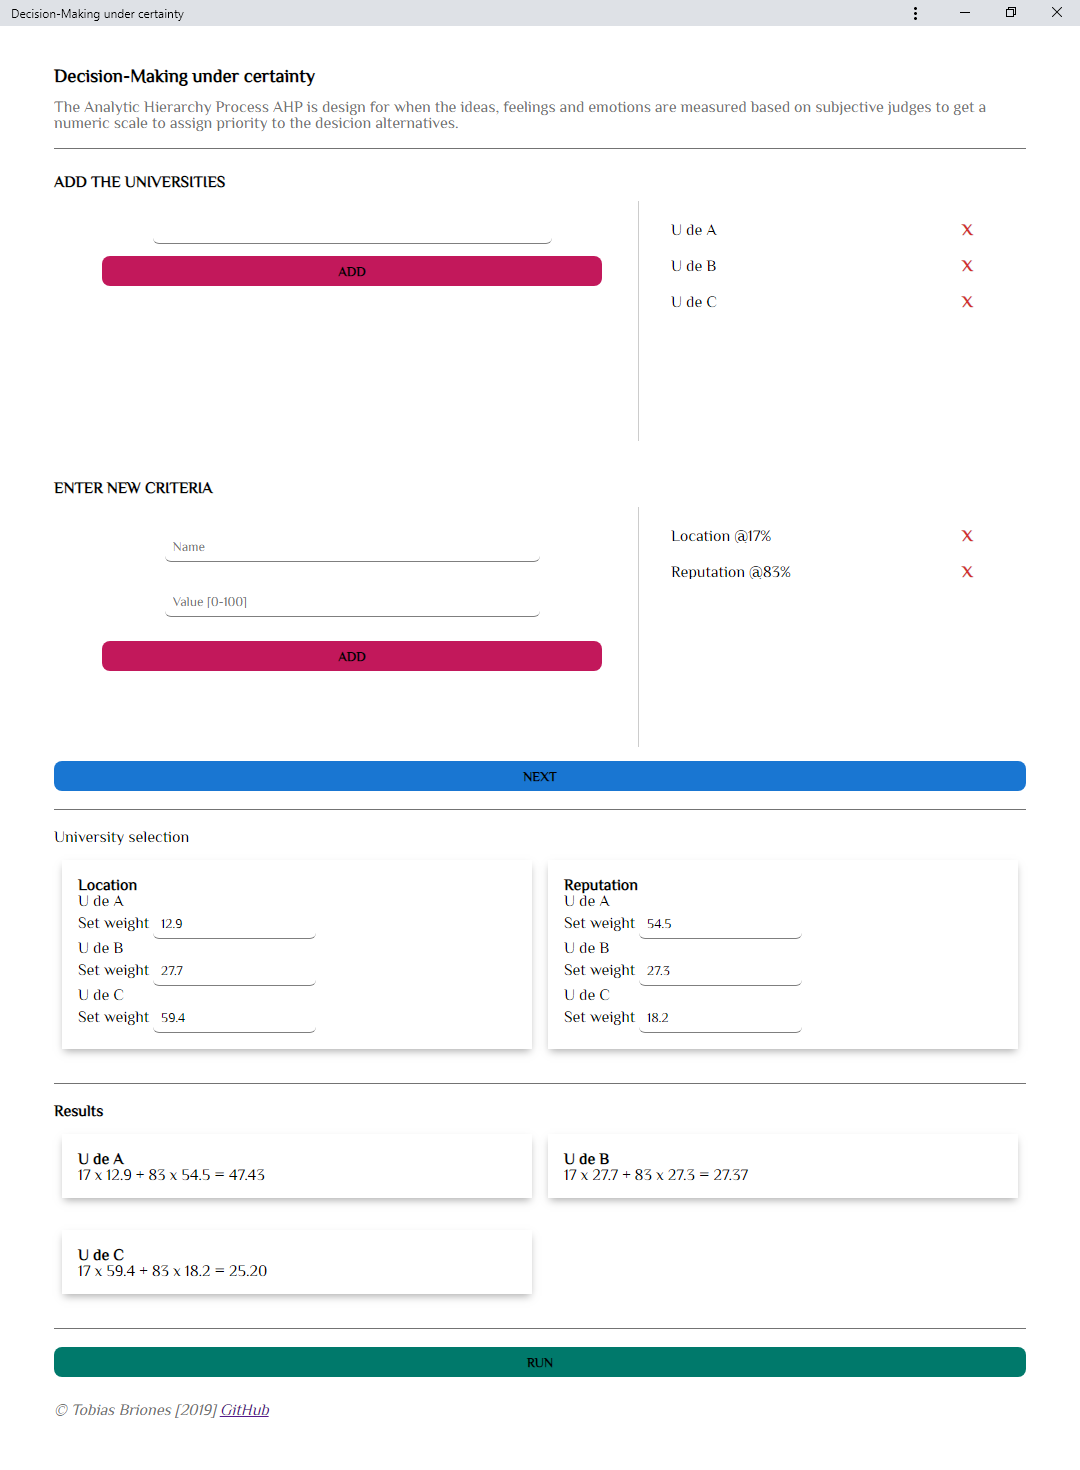 Decision-Making under certainty
Decision-Making under certainty
The Analytic Hierarchy Process AHP is design for when the ideas, feelings and emotions are measured based on subjective judges to get a
numeric scale to assign priority to the desicion alternatives.
ADD THE UNIVERSITIES
ADD
U de A X
U de B X
U de C X
ENTER NEW CRITERIA
Name
Value [0-100]
ADD
Location @17% X
Reputation @83% X
NEXT
University selection
Location
U de A
Set weight 12.9
U de B
Set weight 27.7
U de C
Set weight 59.4
Reputation
U de A
Set weight 54.5
U de B
Set weight 27.3
U de C
Set weight 18.2
Results
U de A
17 x 12.9 + 83 x 54.5 = 47.43
U de B
17 x 27.7 + 83 x 27.3 = 27.37
U de C
17 x 59.4 + 83 x 18.2 = 25.20
RUN
© Tobias Briones [2019] GitHub